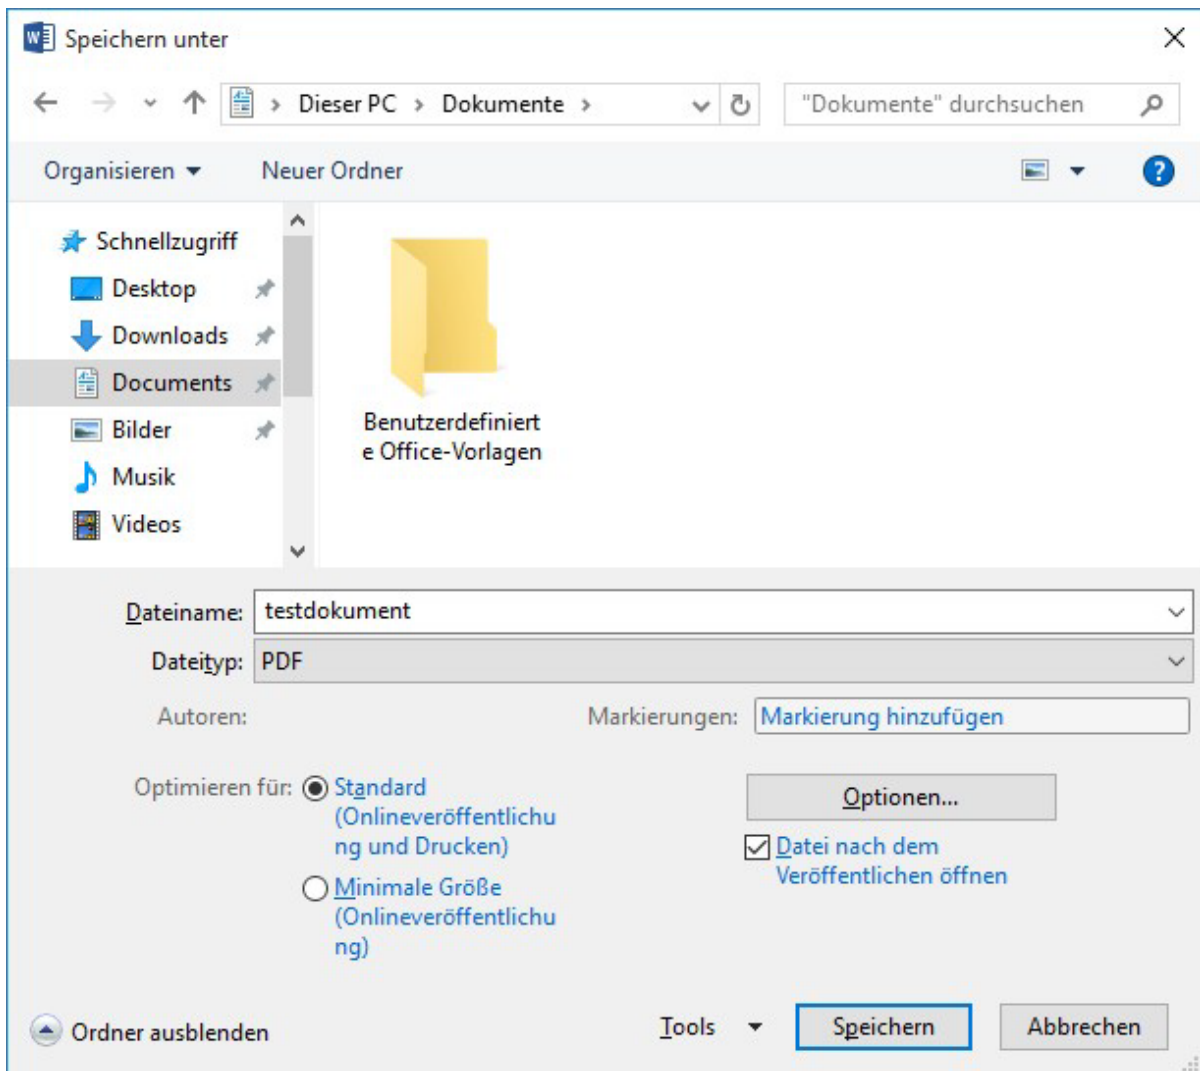 Speichern unter
Dieser PC > Dokumente >
"Dokumente" durchsuchen
Organisieren
Neuer Ordner
Schnellzugriff
Desktop
Downloads
Documents
Bilder
Musik
Videos
Benutzerdefiniert
e Office-Vorlagen
Dateiname: testdokument
Dateityp: PDF
Autoren:
Markierungen: Markierung hinzufügen
Optimieren für:
Standard
(Onlineveröffentlichu
ng und Drucken)
Minimale Größe
(Onlineveröffentlichu
ng)
Optionen...
Datei nach dem
Veröffentlichen öffnen
Ordner ausblenden
Tools
Speichern
Abbrechen